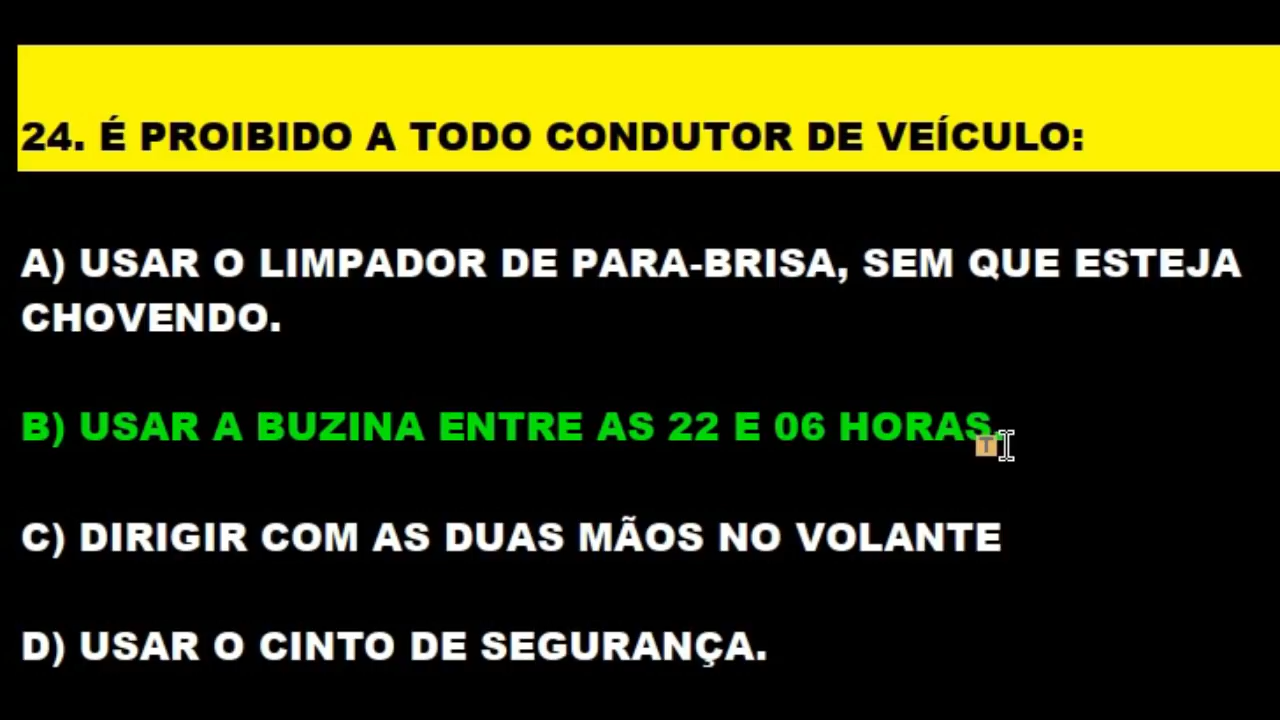 24. É PROIBIDO A TODO CONDUTOR DE VEÍCULO:
A) USAR O LIMPADOR DE PARA-BRISA, SEM QUE ESTEJA
CHOVENDO.
B) USAR A BUZINA ENTRE AS 22 E 06 HORAS.
C) DIRIGIR COM AS DUAS MÃOS NO VOLANTE
D) USAR O CINTO DE SEGURANÇA.